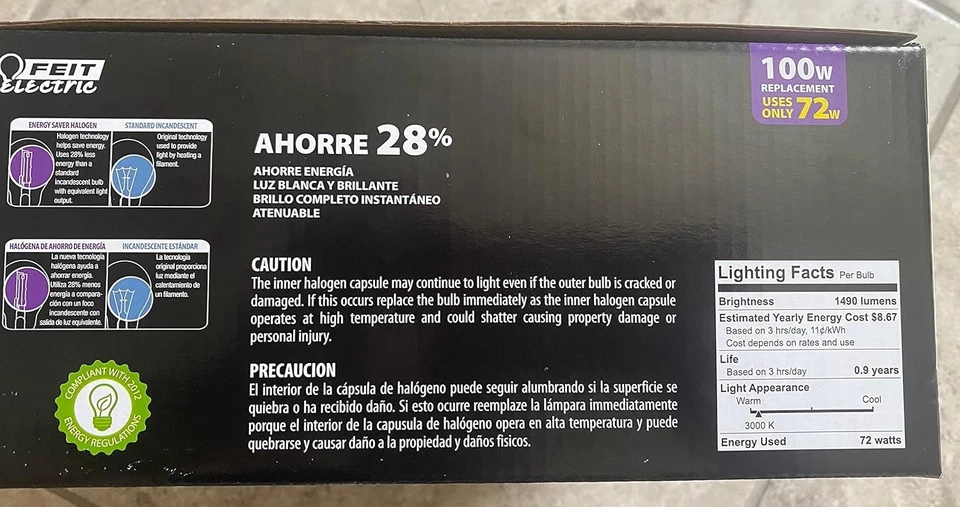 FEIT
ELECTRIC
100W
REPLACEMENT
USES
ONLY 72W
ENERGY SAVER HALOGEN
Halogen technology
helps save energy.
Uses 28% less
energy than a
standard
incandescent bulb
with equivalent light
output.
STANDARD INCANDESCENT
Original technology
used to provide
light by heating a
filament.
HALÓGENA DE AHORRO DE ENERGÍA
La nueva tecnología
halógena ayuda a
ahorrar energía.
Utiliza 28% menos
energía a compara-
ción con un foco
incandescente con
salida de luz equivalente.
INCANDESCENTE ESTÁNDAR
La tecnología
original proporciona
luz mediante el
calentamiento de
un filamento.
COMPLIANT WITH 2012
ENERGY REGULATIONS
AHORRE 28%
AHORRE ENERGÍA
LUZ BLANCA Y BRILLANTE
BRILLO COMPLETO INSTANTÁNEO
ATENUABLE
CAUTION
The inner halogen capsule may continue to light even if the outer bulb is cracked or
damaged. If this occurs replace the bulb immediately as the inner halogen capsule
operates at high temperature and could shatter causing property damage or
personal injury.
PRECAUCION
El interior de la cápsula de halógeno puede seguir alumbrando si la superficie se
quiebra o ha recibido daño. Si esto ocurre reemplaze la lámpara immediatamente
porque el interior de la capusula de halógeno opera en alta temperatura y puede
quebrarse y causar daño a la propiedad y daños fisicos.
Lighting Facts Per Bulb
Brightness 1490 lumens
Estimated Yearly Energy Cost $8.67
Based on 3 hrs/day, 11¢/kWh
Cost depends on rates and use
Life
Based on 3 hrs/day 0.9 years
Light Appearance
Warm Cool
3000 K
Energy Used 72 watts